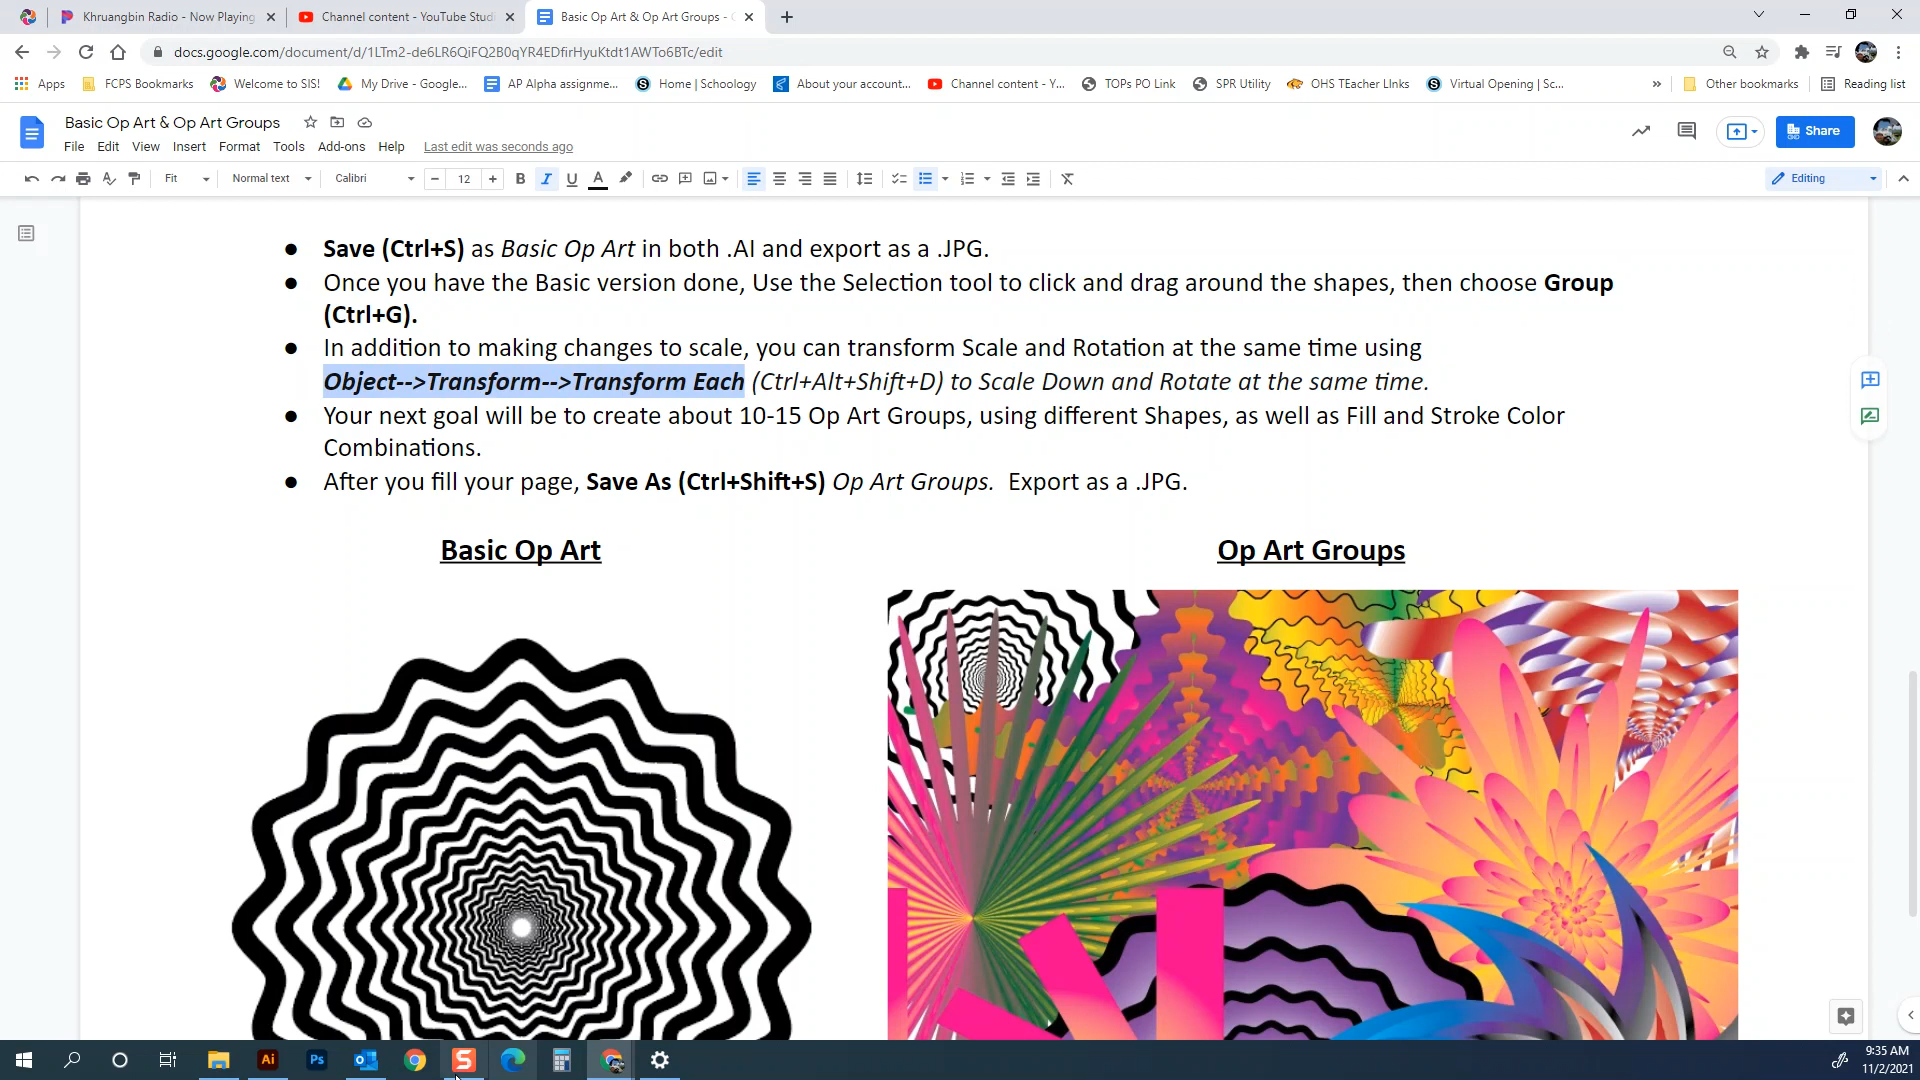 Khruangbin Radio - Now Playing
Channel content - YouTube Studi
Basic Op Art & Op Art Groups -
docs.google.com/document/d/1LTm2-de6LR6QiFQ2B0qYR4EDfirHyuKtdt1AWTo6BTc/edit
Apps FCPS Bookmarks Welcome to SIS! My Drive - Google... AP Alpha assignme... Home | Schoology About your account... Channel content - Y... TOPs PO Link SPR Utility OHS TEacher LInks Virtual Opening | Sc... » Other bookmarks Reading list
Basic Op Art & Op Art Groups
Share
File Edit View Insert Format Tools Add-ons Help Last edit was seconds ago
Fit Normal text Calibri − 12 + B I U A Editing
● Save (Ctrl+S) as Basic Op Art in both .AI and export as a .JPG.
● Once you have the Basic version done, Use the Selection tool to click and drag around the shapes, then choose Group
(Ctrl+G).
● In addition to making changes to scale, you can transform Scale and Rotation at the same time using
Object-->Transform-->Transform Each (Ctrl+Alt+Shift+D) to Scale Down and Rotate at the same time.
● Your next goal will be to create about 10-15 Op Art Groups, using different Shapes, as well as Fill and Stroke Color
Combinations.
● After you fill your page, Save As (Ctrl+Shift+S) Op Art Groups.  Export as a .JPG.
Basic Op Art
Op Art Groups
Ai Ps
9:35 AM
11/2/2021